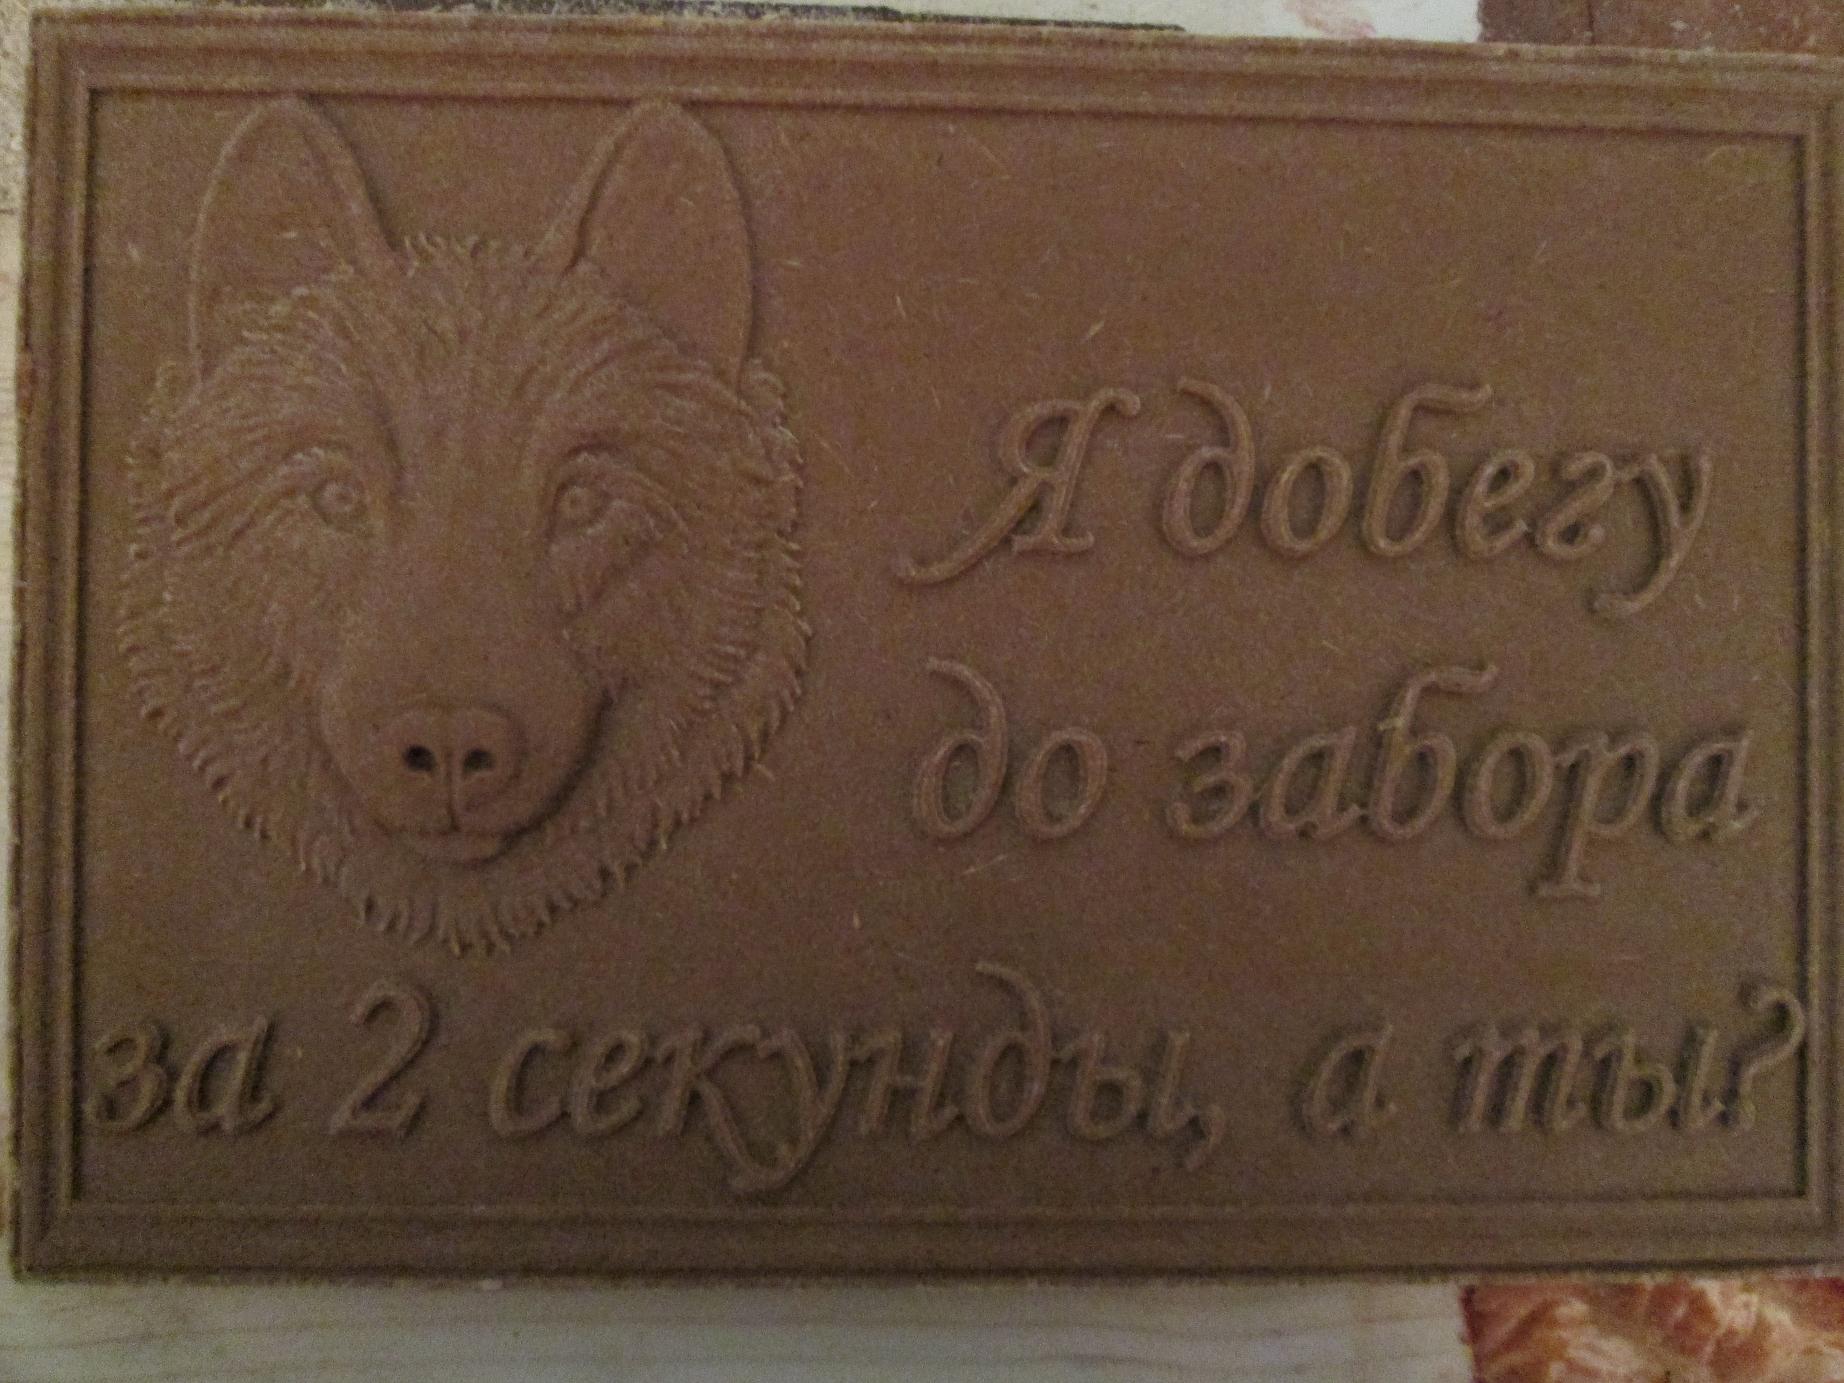 Я добегу
до забора
за 2 секунды, а ты?